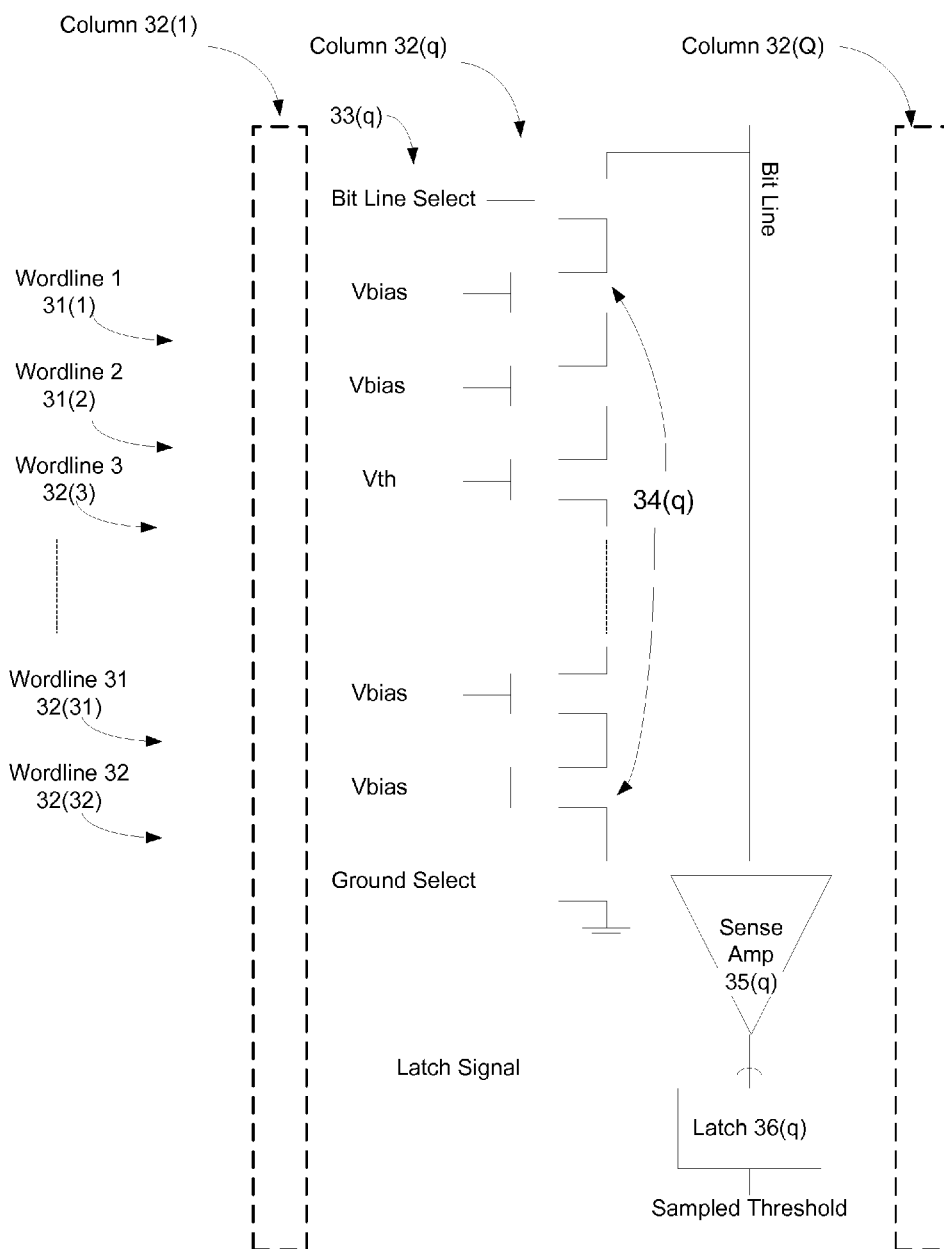 Column 32(1)
Column 32(q)
Column 32(Q)
33(q)
Bit Line Select
Bit Line
Wordline 1
31(1)
Vbias
Wordline 2
31(2)
Vbias
Wordline 3
32(3)
Vth
34(q)
Wordline 31
32(31)
Vbias
Wordline 32
32(32)
Vbias
Ground Select
Sense
Amp
35(q)
Latch Signal
Latch 36(q)
Sampled Threshold